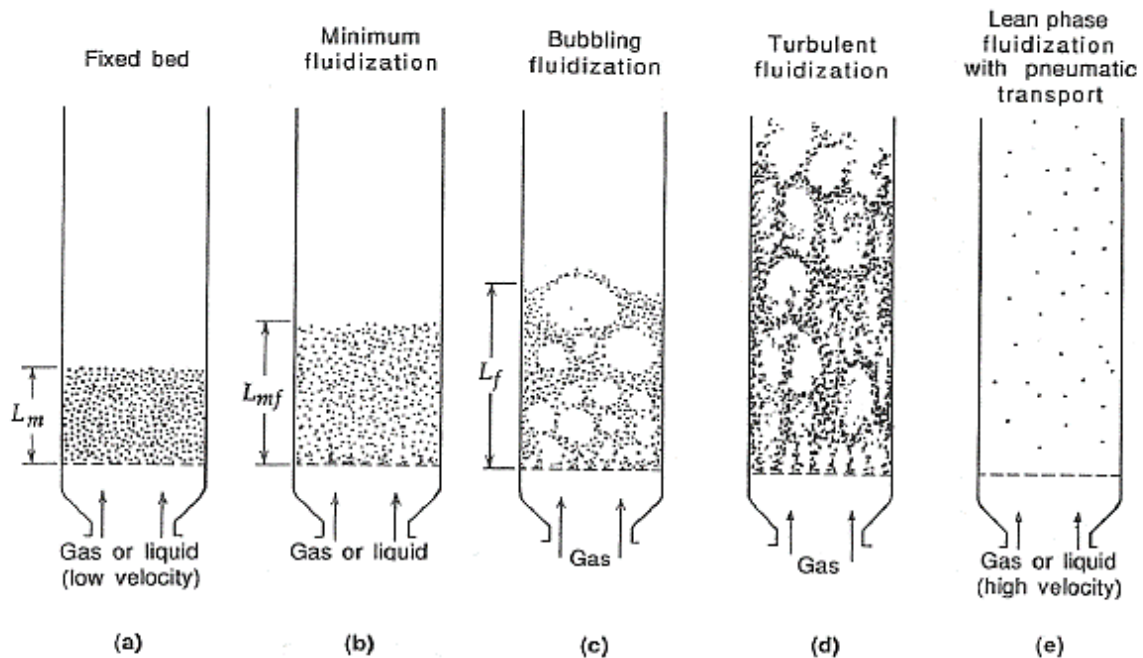 Fixed bed
Minimum
fluidization
Bubbling
fluidization
Turbulent
fluidization
Lean phase
fluidization
with pneumatic
transport
L_m
L_mf
L_f
Gas or liquid
(low velocity)
Gas or liquid
Gas
Gas
Gas or liquid
(high velocity)
(a)
(b)
(c)
(d)
(e)